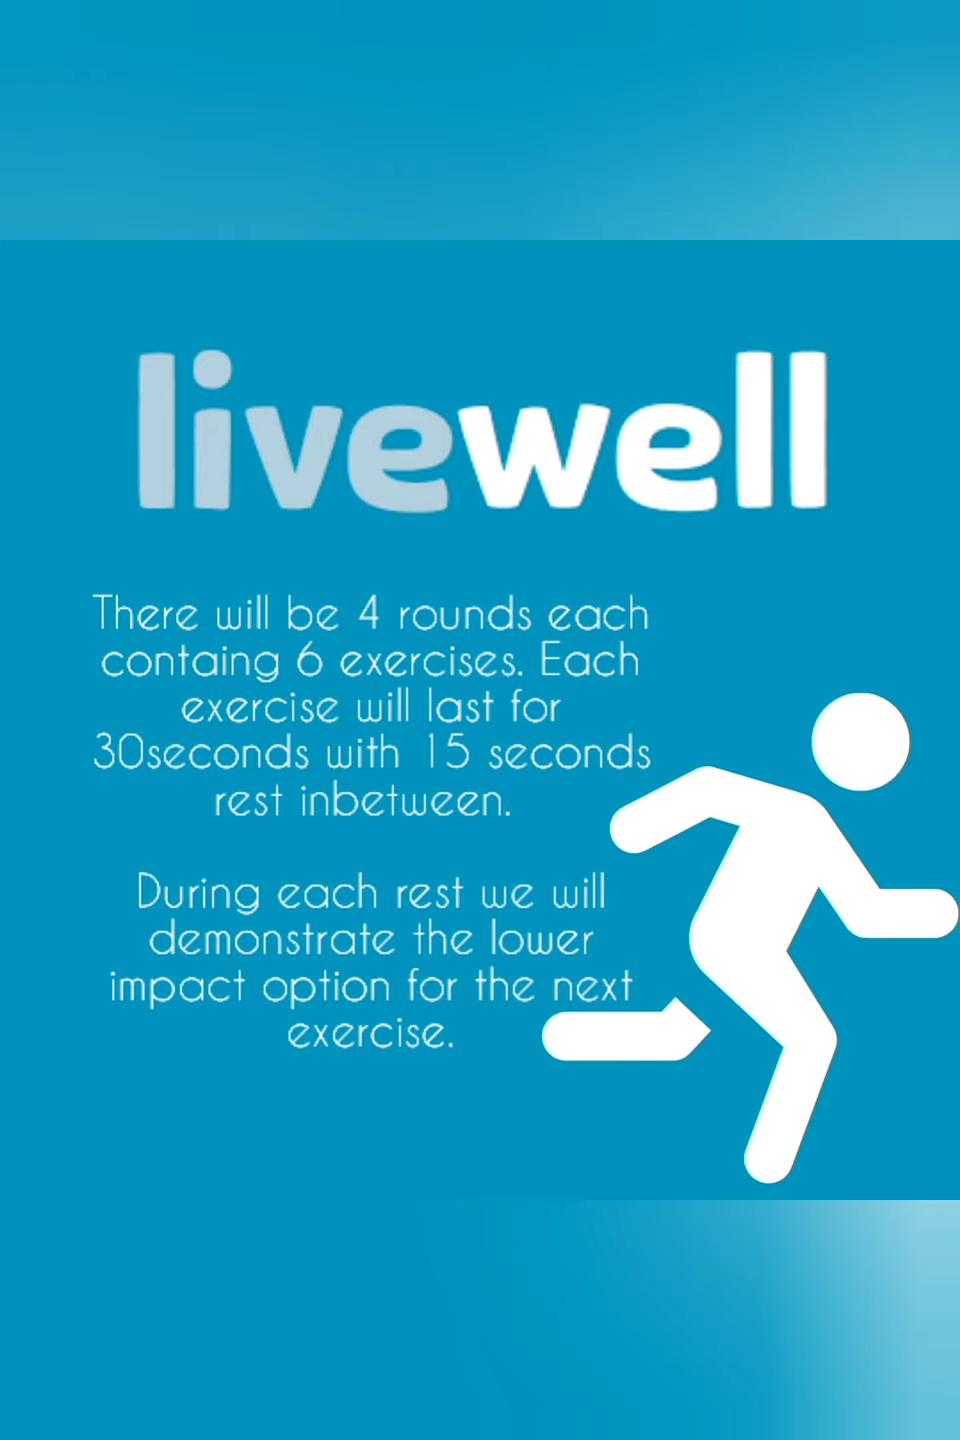 livewell
There will be 4 rounds each
containg 6 exercises. Each
exercise will last for
30seconds with 15 seconds
rest inbetween.
During each rest we will
demonstrate the lower
impact option for the next
exercise.